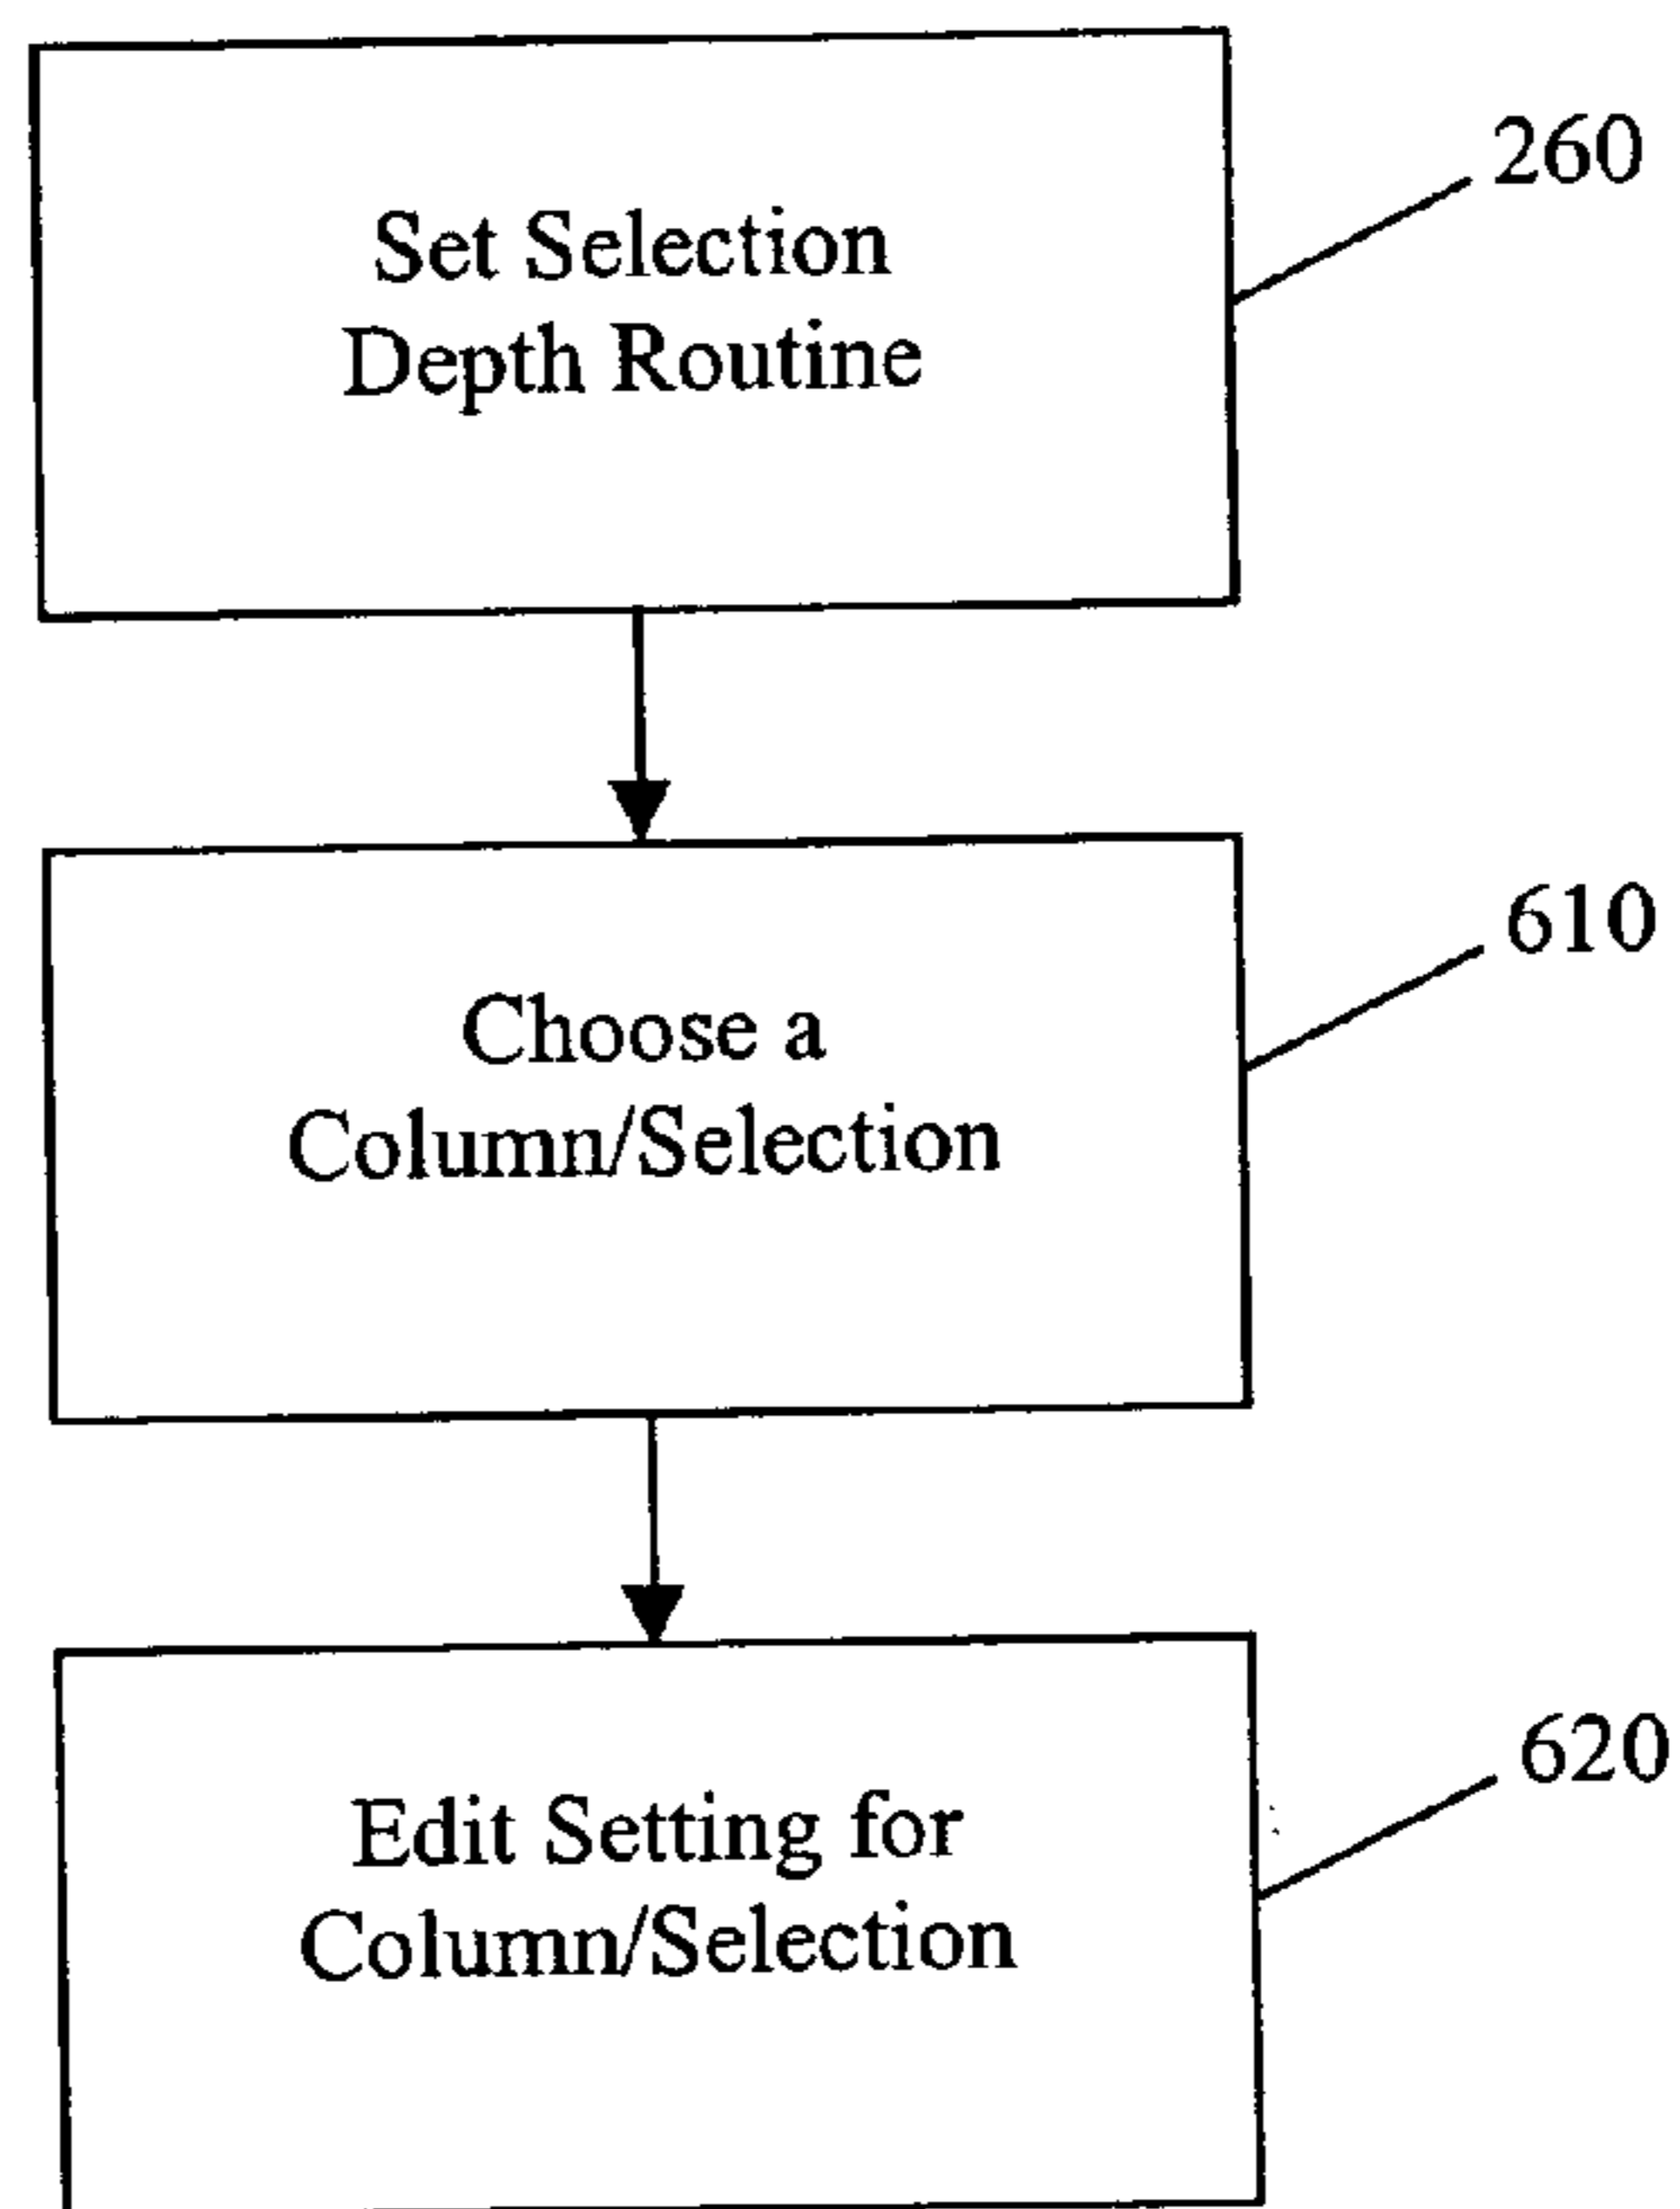 260
Set Selection
Depth Routine
610
Choose a
Column/Selection
620
Edit Setting for
Column/Selection